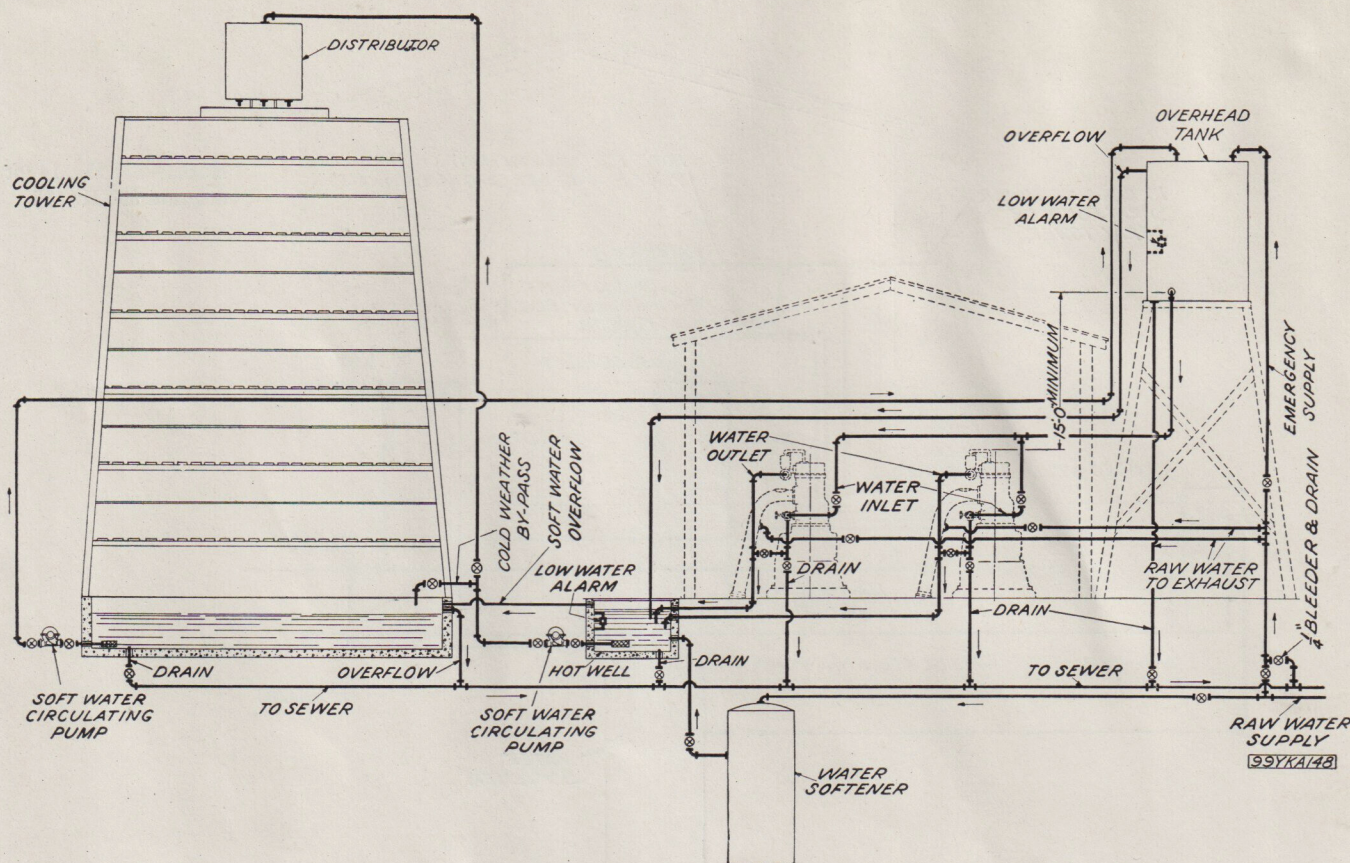 DISTRIBUTOR
OVERHEAD
TANK
OVERFLOW
COOLING
TOWER
LOW WATER
ALARM
15-0" MINIMUM
EMERGENCY
SUPPLY
COLD WEATHER
BY-PASS
SOFT WATER
OVERFLOW
WATER
OUTLET
WATER
INLET
LOW WATER
ALARM
DRAIN
RAW WATER
TO EXHAUST
DRAIN
1/4" BLEEDER & DRAIN
DRAIN
OVERFLOW
HOT WELL
DRAIN
TO SEWER
TO SEWER
SOFT WATER
CIRCULATING
PUMP
SOFT WATER
CIRCULATING
PUMP
RAW WATER
SUPPLY
99YKA148
WATER
SOFTENER